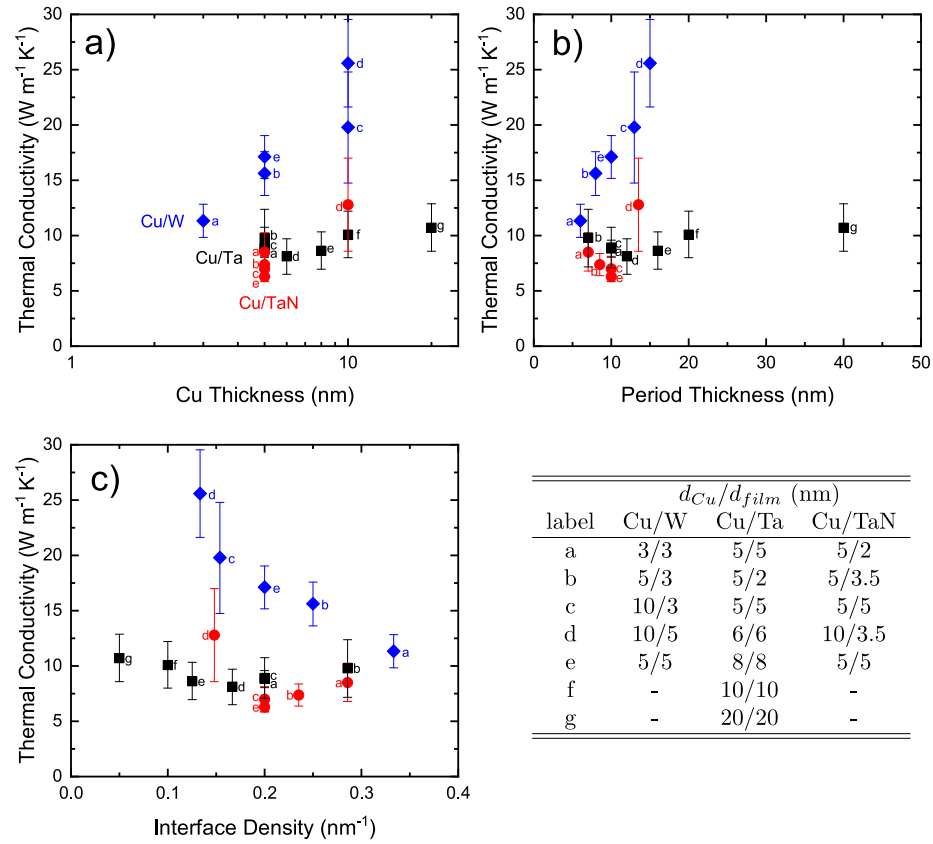 a)
Thermal Conductivity (W m⁻¹ K⁻¹)
30
25
20
15
10
5
0
d
c
e
b
a
Cu/W
d
b
c
a
a
Cu/Ta
b
c
e
d
e
f
g
Cu/TaN
1
10
Cu Thickness (nm)
b)
Thermal Conductivity (W m⁻¹ K⁻¹)
30
25
20
15
10
5
0
d
c
e
b
a
d
b
c
a
a
b
c
e
d
e
f
g
0
10
20
30
40
50
Period Thickness (nm)
c)
Thermal Conductivity (W m⁻¹ K⁻¹)
30
25
20
15
10
5
0
d
c
e
b
a
d
g
f
e
d
c
a
b
c
e
b
a
0.0
0.1
0.2
0.3
0.4
Interface Density (nm⁻¹)
d_Cu/d_film (nm)
label Cu/W Cu/Ta Cu/TaN
a 3/3 5/5 5/2
b 5/3 5/2 5/3.5
c 10/3 5/5 5/5
d 10/5 6/6 10/3.5
e 5/5 8/8 5/5
f - 10/10 -
g - 20/20 -